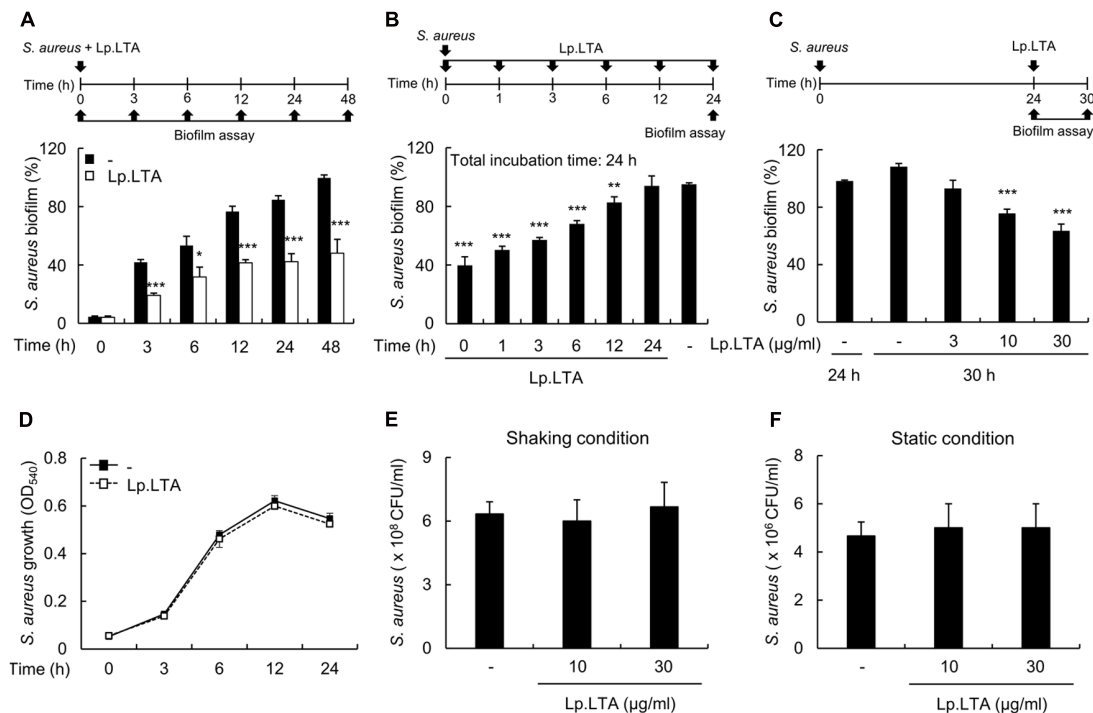 A
S. aureus + Lp.LTA
Time (h)
0 3 6 12 24 48
Biofilm assay
S. aureus biofilm (%)
120
80
40
0
-
Lp.LTA
***
*
***
***
***
Time (h) 0 3 6 12 24 48
B
S. aureus
Lp.LTA
Time (h)
0 1 3 6 12 24
Biofilm assay
S. aureus biofilm (%)
120
80
40
0
Total incubation time: 24 h
***
***
***
***
**
Time (h) 0 1 3 6 12 24 -
Lp.LTA
C
S. aureus
Lp.LTA
Time (h)
0 24 30
Biofilm assay
S. aureus biofilm (%)
120
80
40
0
***
***
Lp.LTA (µg/ml) - - 3 10 30
24 h 30 h
D
S. aureus growth (OD540)
0.8
0.6
0.4
0.2
0
-
Lp.LTA
Time (h) 0 3 6 12 24
E
Shaking condition
S. aureus ( x 10⁸ CFU/ml)
9
6
3
0
- 10 30
Lp.LTA (µg/ml)
F
Static condition
S. aureus ( x 10⁶ CFU/ml)
8
6
4
2
0
- 10 30
Lp.LTA (µg/ml)